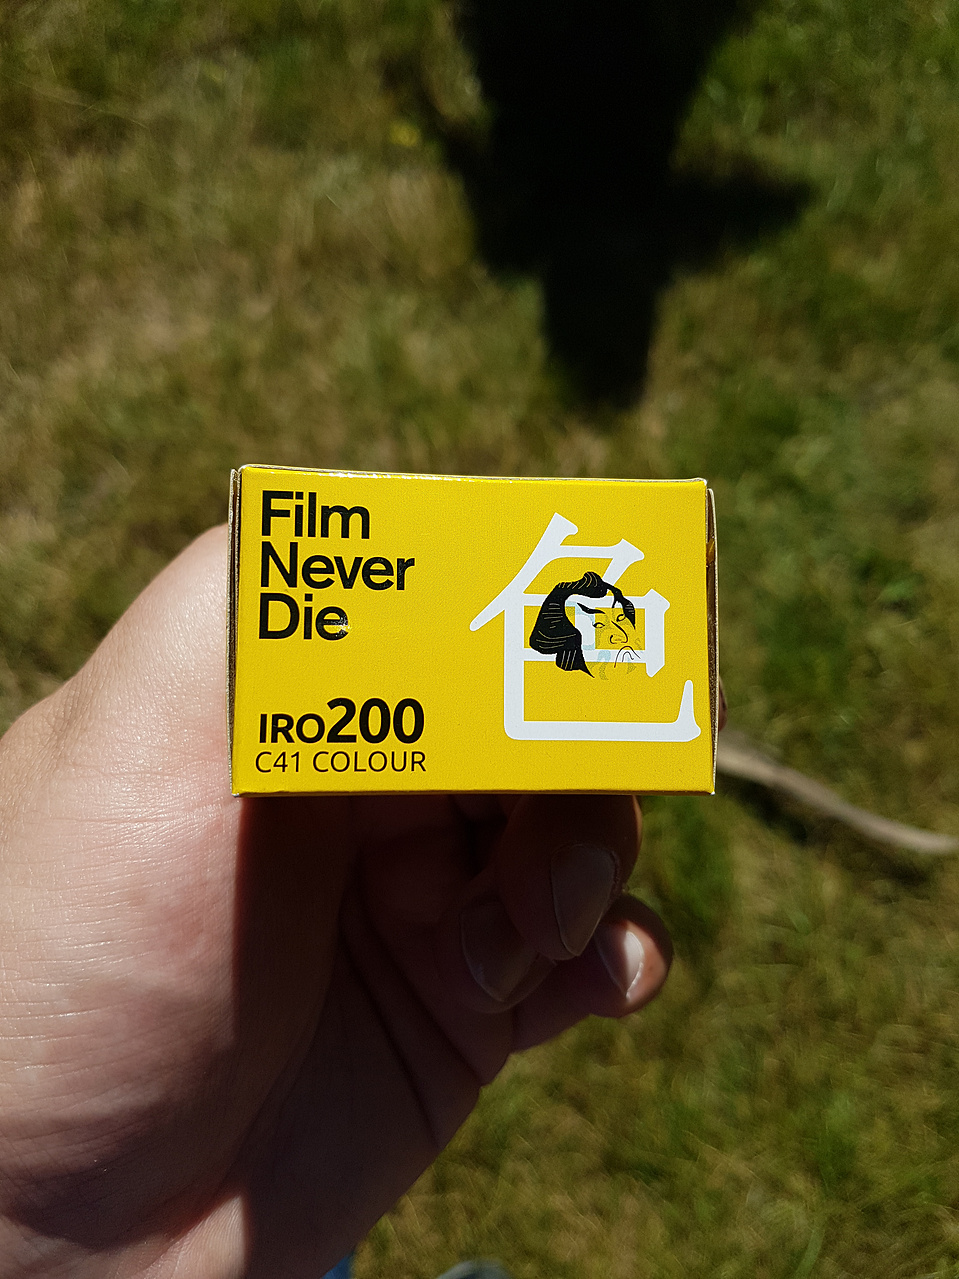 Film
Never
Die
色
IRO200
C41 COLOUR